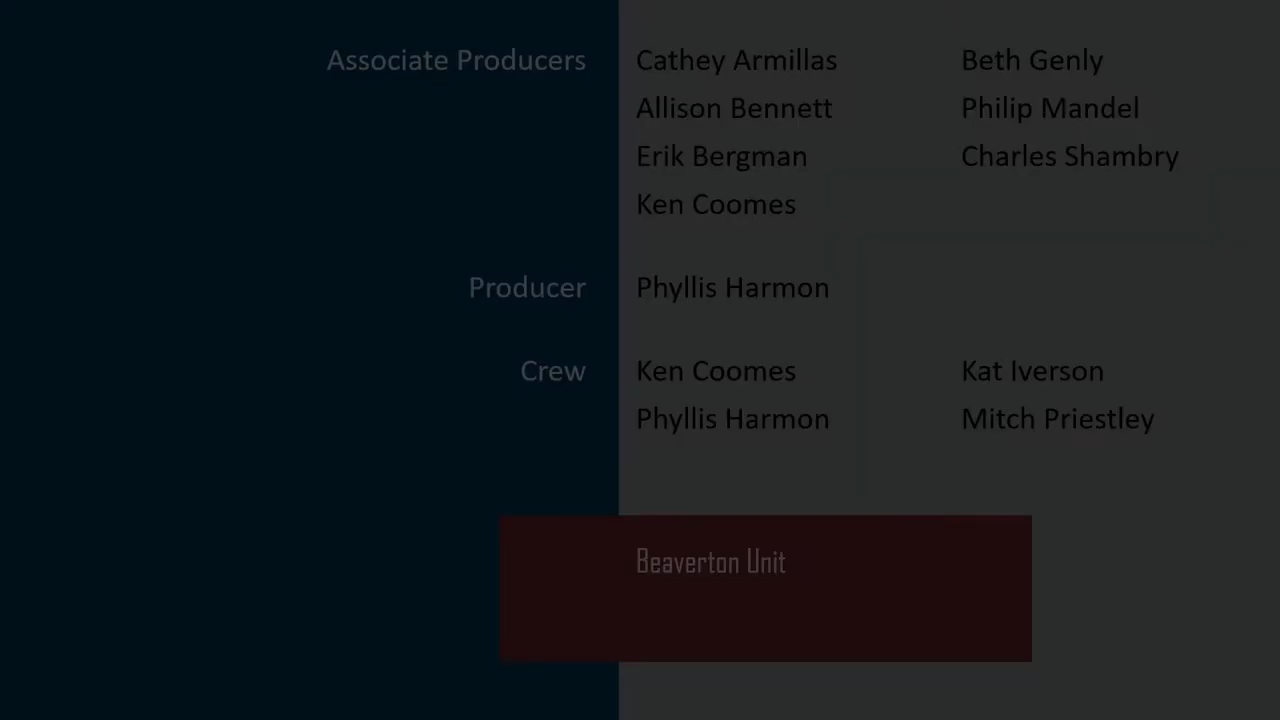 Associate Producers Cathey Armillas Beth Genly
Allison Bennett Philip Mandel
Erik Bergman Charles Shambry
Ken Coomes
Producer Phyllis Harmon
Crew Ken Coomes Kat Iverson
Phyllis Harmon Mitch Priestley
Beaverton Unit